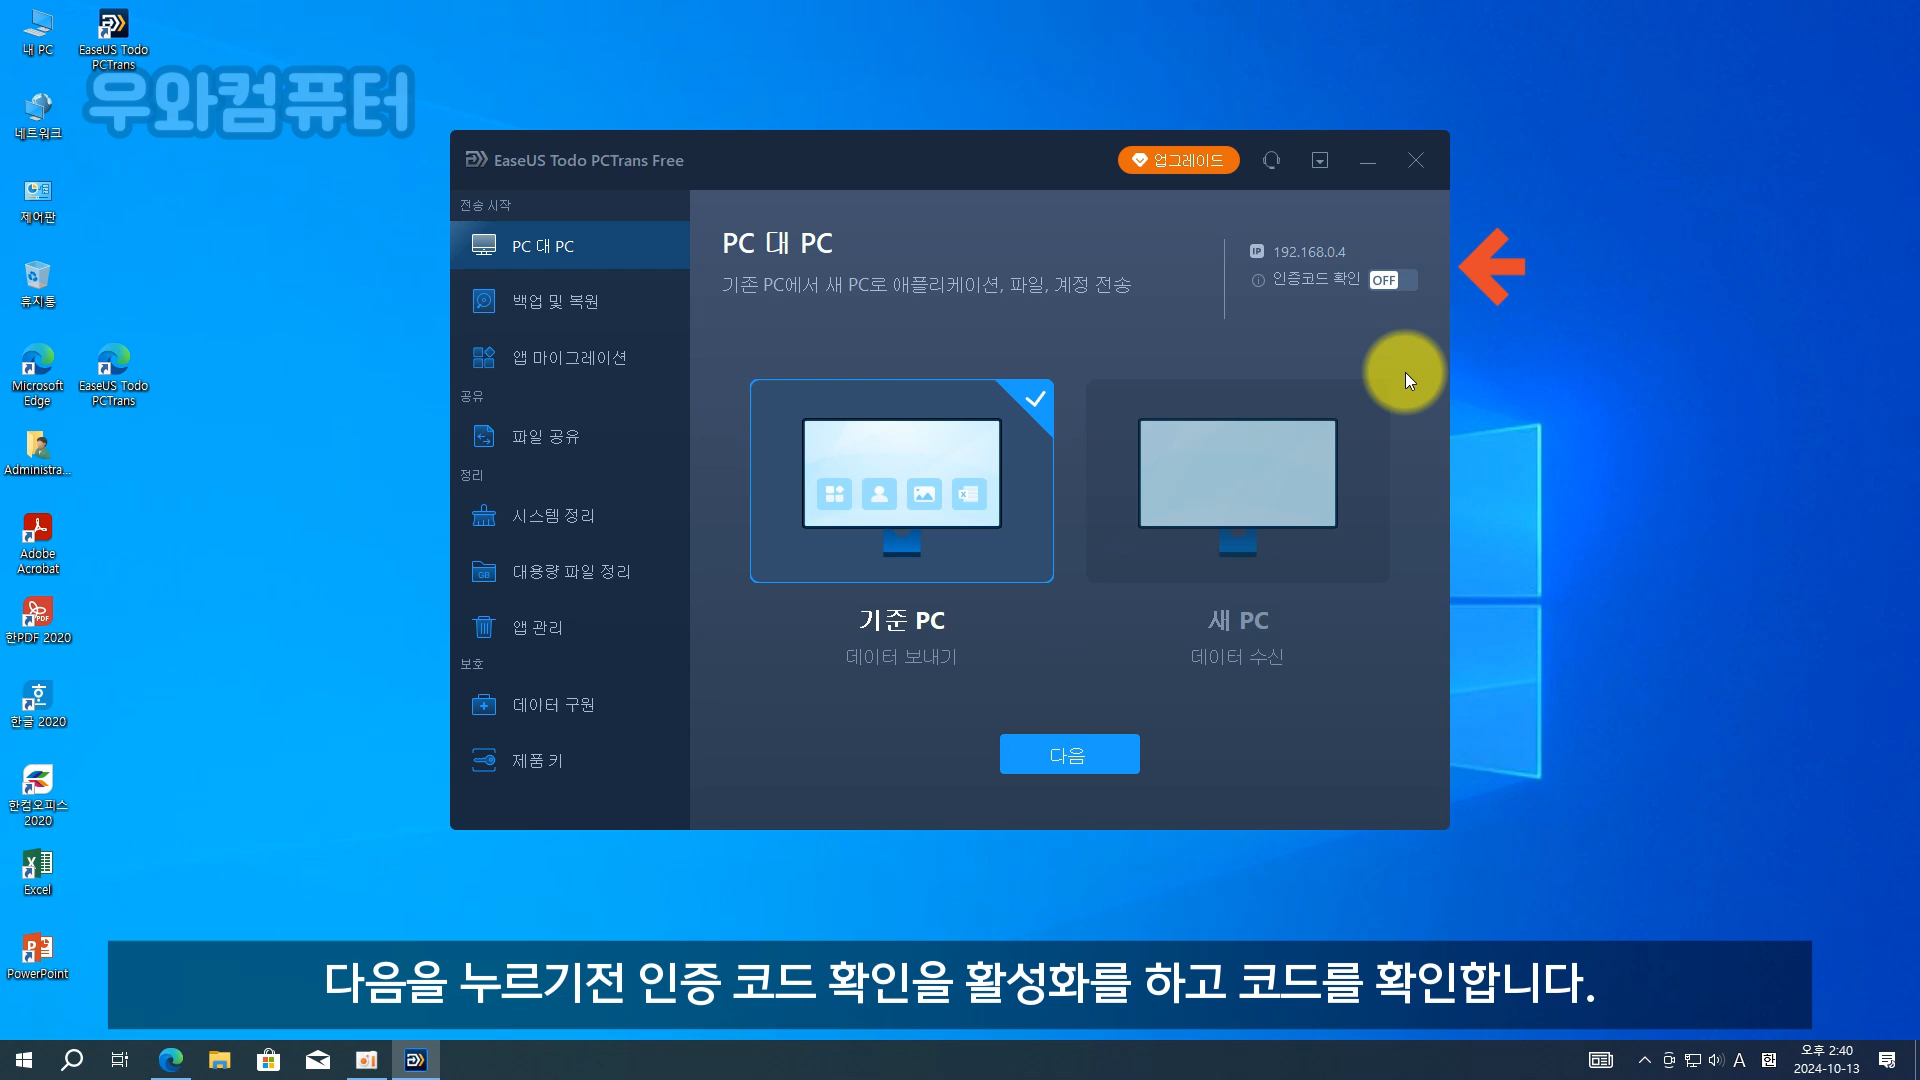 내 PC
EaseUS Todo
PCTrans
우와컴퓨터
네트워크
제어판
휴지통
Microsoft
Edge
EaseUS Todo
PCTrans
Administra...
Adobe
Acrobat
한PDF 2020
한글 2020
한컴오피스
2020
Excel
PowerPoint
EaseUS Todo PCTrans Free
업그레이드
전송 시작
PC 대 PC
백업 및 복원
앱 마이그레이션
공유
파일 공유
정리
시스템 정리
대용량 파일 정리
앱 관리
보호
데이터 구원
제품 키
PC 대 PC
기존 PC에서 새 PC로 애플리케이션, 파일, 계정 전송
IP 192.168.0.4
인증코드 확인 OFF
기준 PC
데이터 보내기
새 PC
데이터 수신
다음
다음을 누르기전 인증 코드 확인을 활성화를 하고 코드를 확인합니다.
A
한
오후 2:40
2024-10-13